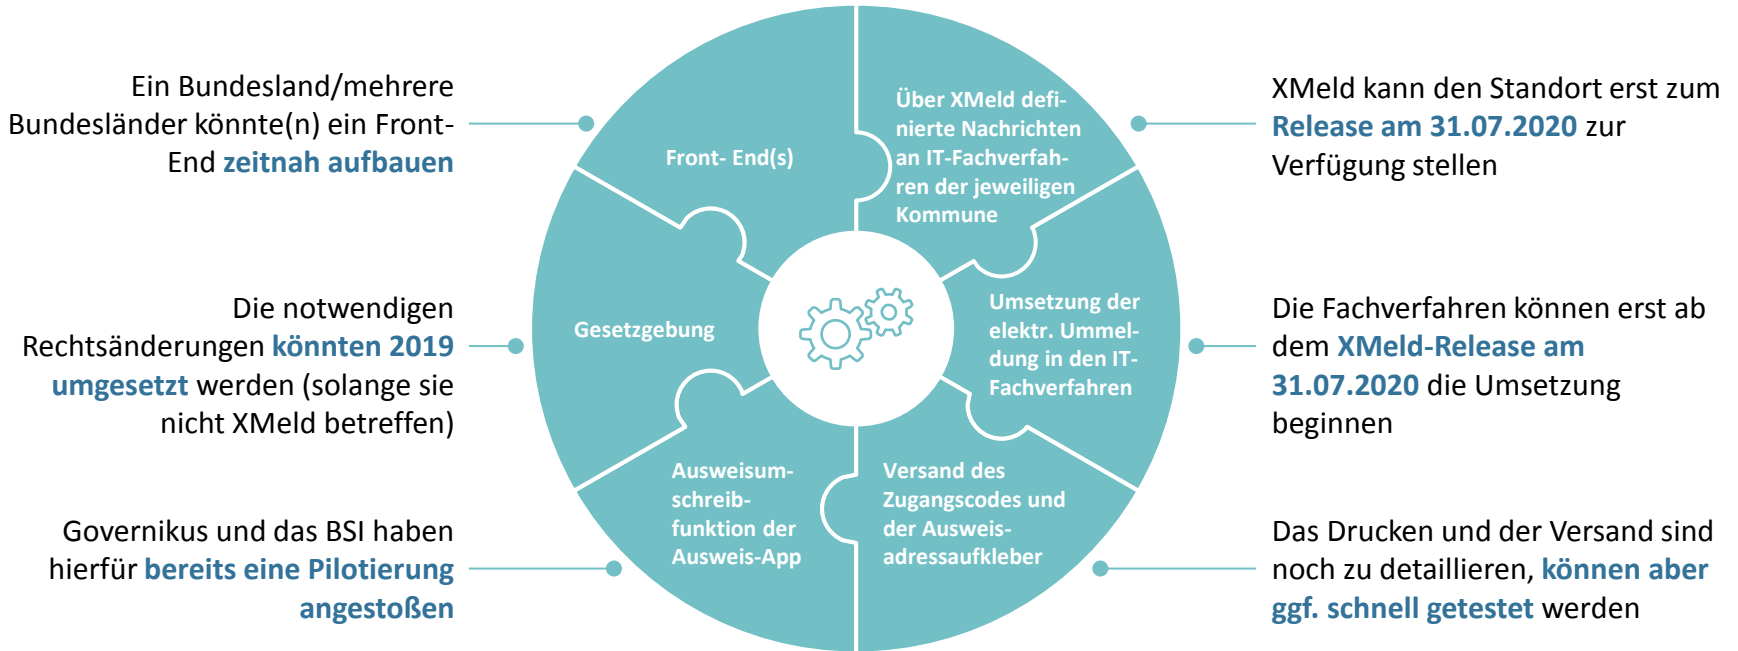 Ein Bundesland/mehrere
Bundesländer könnte(n) ein Front-
End zeitnah aufbauen
Die notwendigen
Rechtsänderungen könnten 2019
umgesetzt werden (solange sie
nicht XMeld betreffen)
Governikus und das BSI haben
hierfür bereits eine Pilotierung
angestoßen
Front- End(s)
Über XMeld defi-
nierte Nachrichten
an IT-Fachverfah-
ren der jeweiligen
Kommune
Gesetzgebung
Umsetzung der
elektr. Ummel-
dung in den IT-
Fachverfahren
Ausweisum-
schreib-
funktion der
Ausweis-App
Versand des
Zugangscodes und
der Ausweis-
adressaufkleber
XMeld kann den Standort erst zum
Release am 31.07.2020 zur
Verfügung stellen
Die Fachverfahren können erst ab
dem XMeld-Release am
31.07.2020 die Umsetzung
beginnen
Das Drucken und der Versand sind
noch zu detaillieren, können aber
ggf. schnell getestet werden